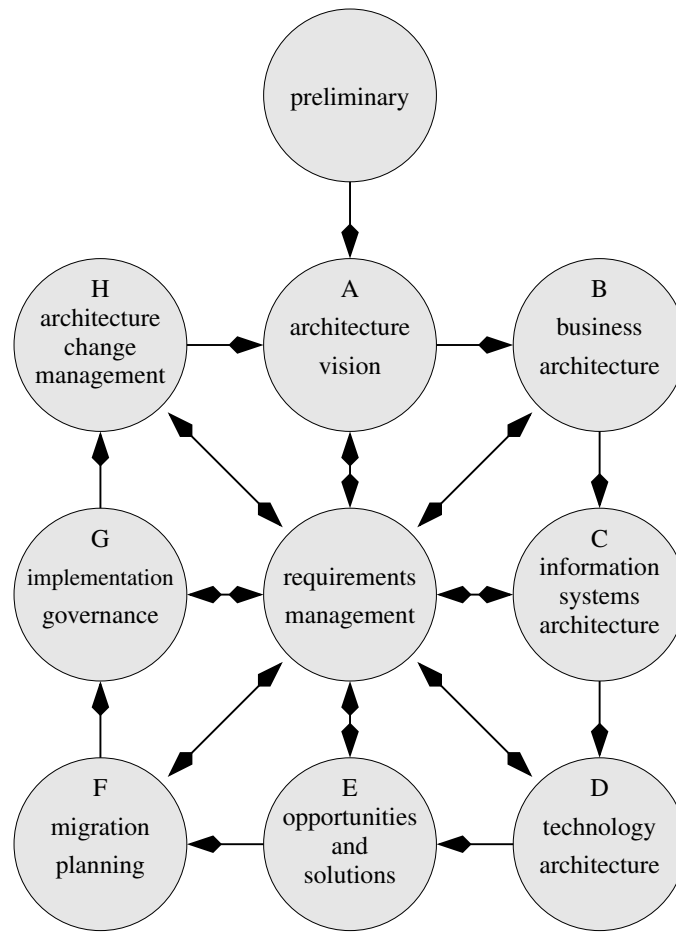 preliminary
H
architecture
change
management
A
architecture
vision
B
business
architecture
G
implementation
governance
requirements
management
C
information
systems
architecture
F
migration
planning
E
opportunities
and
solutions
D
technology
architecture